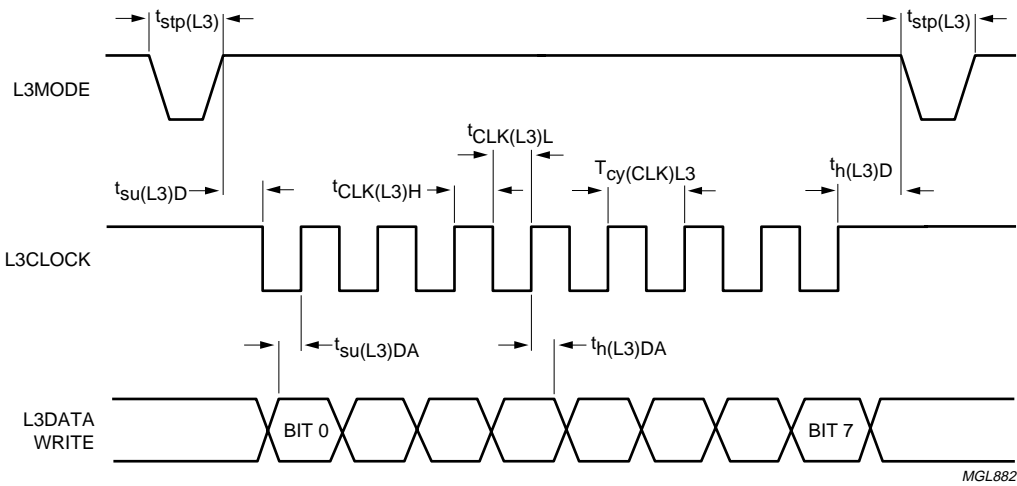 tstp(L3) tstp(L3)
L3MODE
tCLK(L3)L
tsu(L3)D tCLK(L3)H Tcy(CLK)L3 th(L3)D
L3CLOCK
tsu(L3)DA th(L3)DA
L3DATA
WRITE
BIT 0 BIT 7
MGL882